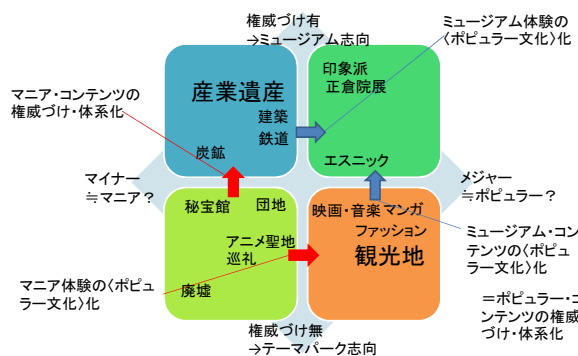 権威づけ有
→ミュージアム志向
ミュージアム体験の
〈ポピュラー文化〉化
マニア・コンテンツの
権威づけ・体系化
産業遺産
建築
鉄道
炭鉱
印象派
正倉院展
エスニック
マイナー
≒マニア？
メジャー
≒ポピュラー？
秘宝館
団地
アニメ聖地
巡礼
廃墟
映画・音楽
マンガ
ファッション
観光地
マニア体験の〈ポピュ
ラー文化〉化
ミュージアム・コン
テンツの〈ポピュ
ラー文化〉化
＝ポピュラー・コ
ンテンツの権威
づけ・体系化
権威づけ無
→テーマパーク志向